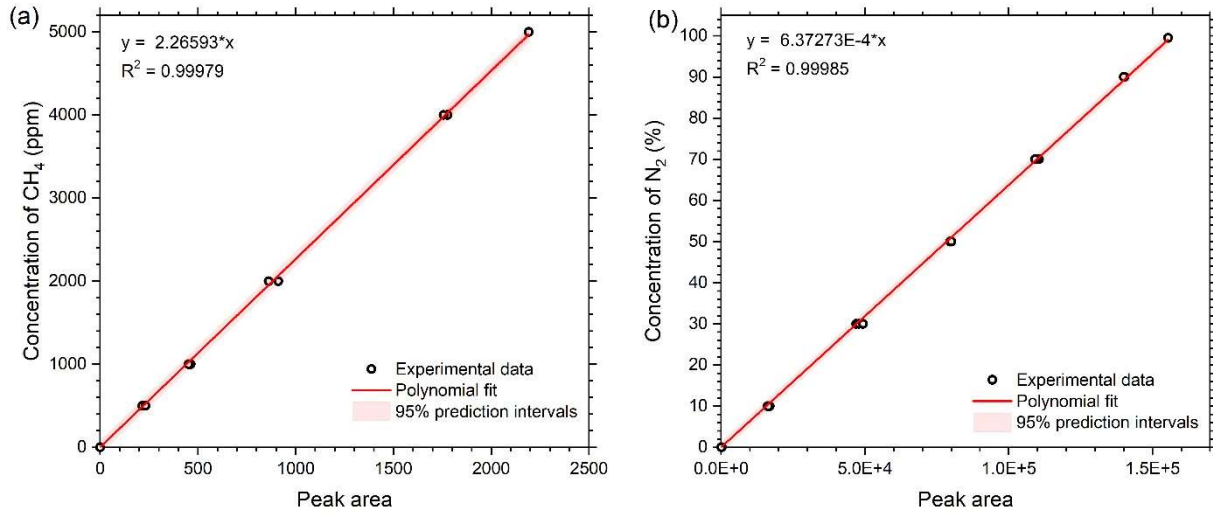 (a)
y = 2.26593*x
R² = 0.99979
Concentration of CH₄ (ppm)
5000
4000
3000
2000
1000
0
Experimental data
Polynomial fit
95% prediction intervals
0 500 1000 1500 2000 2500
Peak area
(b)
y = 6.37273E-4*x
R² = 0.99985
Concentration of N₂ (%)
100
90
80
70
60
50
40
30
20
10
0
Experimental data
Polynomial fit
95% prediction intervals
0.0E+0 5.0E+4 1.0E+5 1.5E+5
Peak area